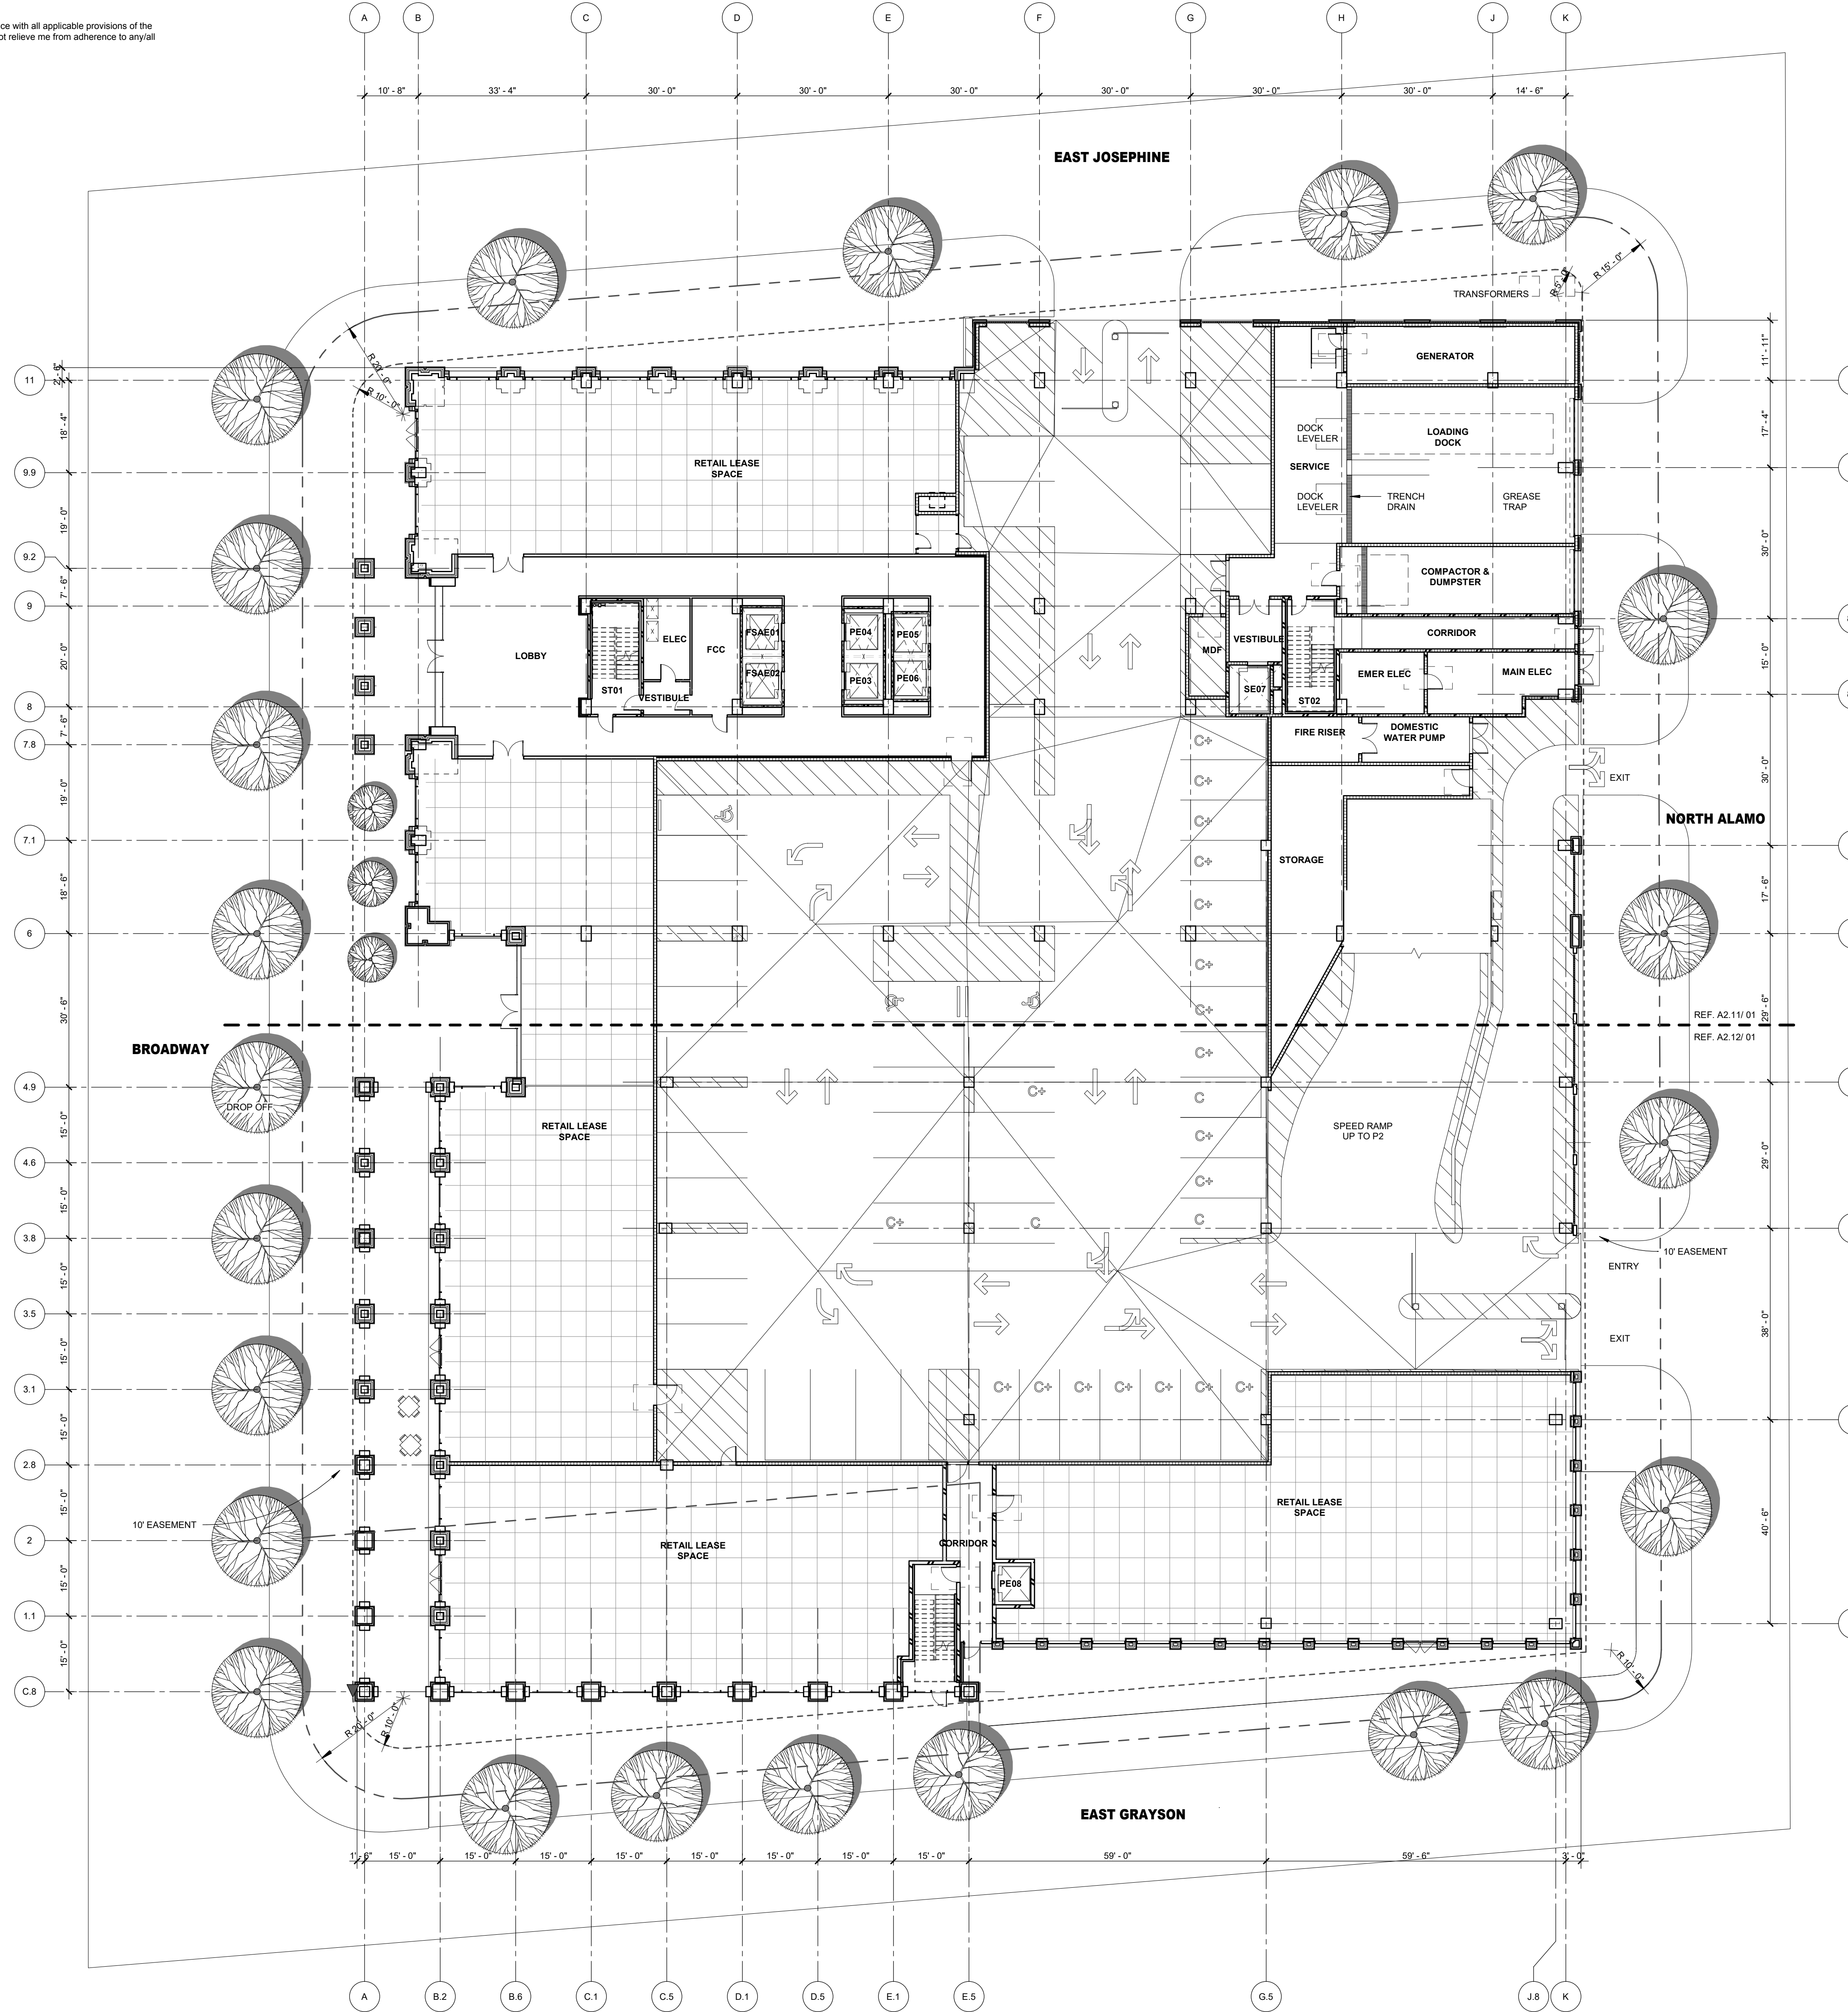 ce with all applicable provisions of the
ot relieve me from adherence to any/all
A B C D E F G H J K
10' - 8" 33' - 4" 30' - 0" 30' - 0" 30' - 0" 30' - 0" 30' - 0" 30' - 0" 14' - 6"
EAST JOSEPHINE
R 15' - 0"
TRANSFORMERS
R 20' - 0"
R 10' - 0"
GENERATOR
11
2' - 6"
11' - 11"
18' - 4"
17' - 4"
DOCK
LEVELER
LOADING
DOCK
RETAIL LEASE
SPACE
SERVICE
9.9
DOCK
LEVELER
TRENCH
DRAIN
GREASE
TRAP
19' - 0"
30' - 0"
9.2
COMPACTOR &
DUMPSTER
7' - 6"
9
FSAE01
PE04
PE05
ELEC
FCC
CORRIDOR
VESTIBULE
MDF
20' - 0"
15' - 0"
LOBBY
FSAE02
PE03
PE06
EMER ELEC
MAIN ELEC
ST01
VESTIBULE
SE07
ST02
8
7' - 6"
FIRE RISER
DOMESTIC
WATER PUMP
7.8
C+
C+
EXIT
19' - 0"
30' - 0"
C+
NORTH ALAMO
7.1
C+
STORAGE
18' - 6"
17' - 6"
C+
6
C+
C+
30' - 6"
29' - 6"
REF. A2.11/ 01
REF. A2.12/ 01
BROADWAY
C+
4.9
C+
C
DROP OFF
RETAIL LEASE
SPACE
C+
SPEED RAMP
UP TO P2
15' - 0"
29' - 0"
4.6
C+
15' - 0"
C+ C C
3.8
10' EASEMENT
ENTRY
15' - 0"
3.5
EXIT
38' - 0"
15' - 0"
3.1
C+ C+ C+ C+ C+ C+ C+
15' - 0"
2.8
15' - 0"
RETAIL LEASE
SPACE
10' EASEMENT
40' - 6"
2
RETAIL LEASE
SPACE
CORRIDOR
15' - 0"
PE08
1.1
15' - 0"
R 10' - 0"
C.8
R 20' - 0"
R 10' - 0"
EAST GRAYSON
1' - 6" 15' - 0" 15' - 0" 15' - 0" 15' - 0" 15' - 0" 15' - 0" 15' - 0" 15' - 0" 59' - 0" 59' - 6" 3' - 0"
A B.2 B.6 C.1 C.5 D.1 D.5 E.1 E.5 G.5 J.8 K